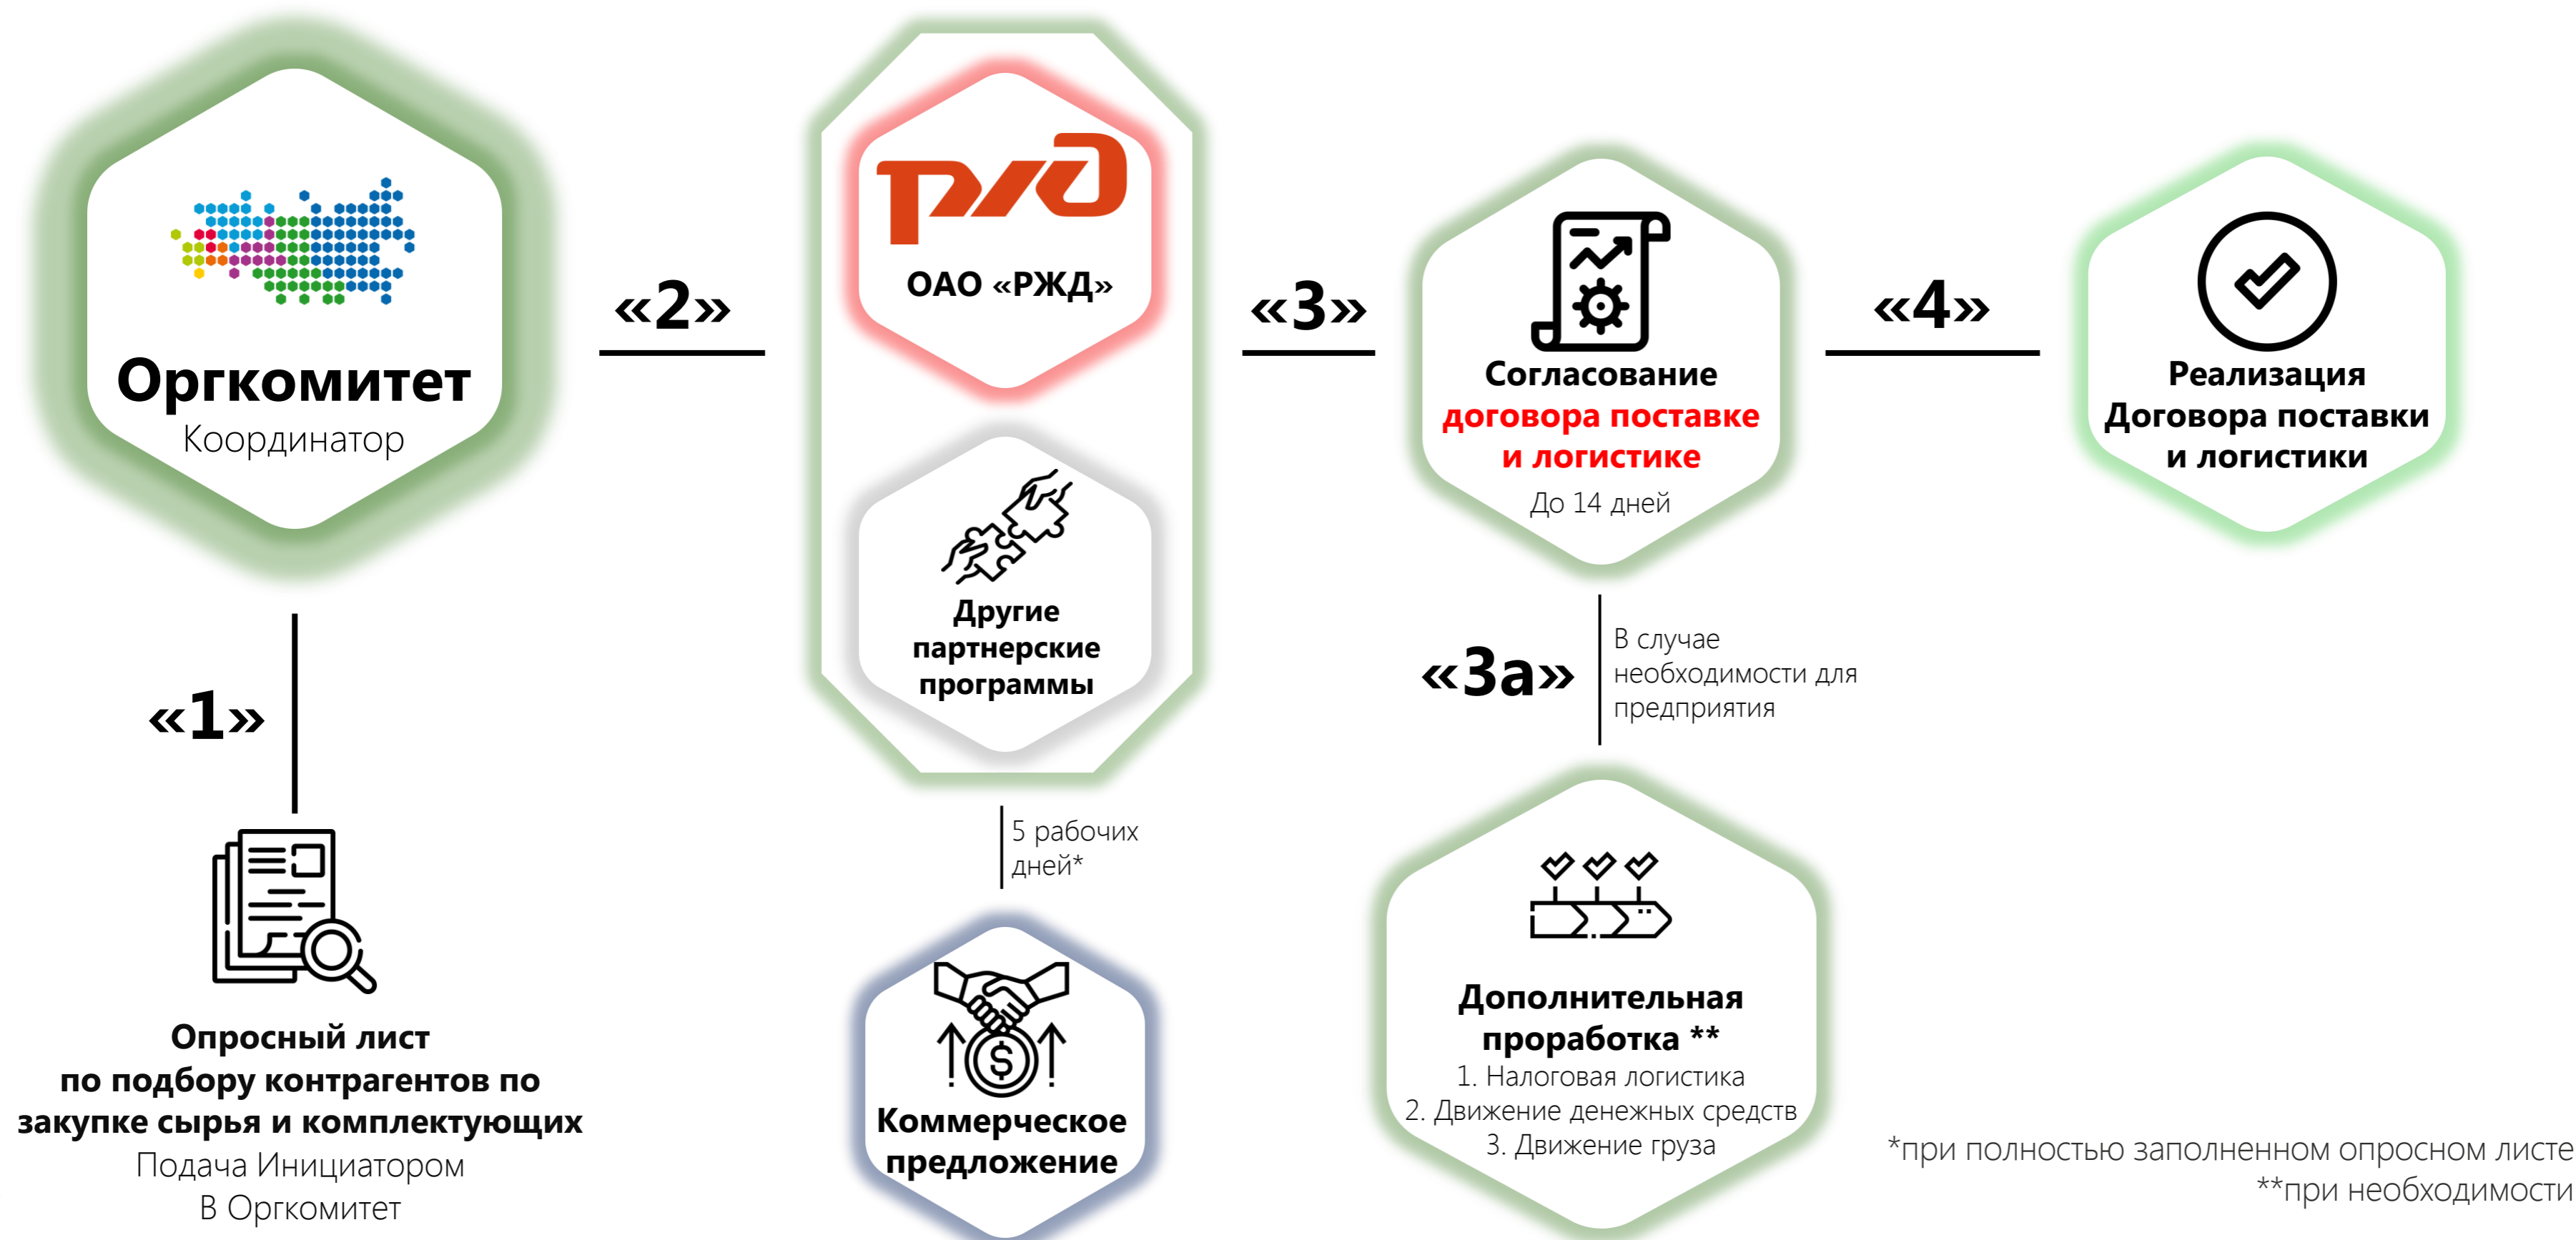 Оргкомитет
Координатор
«1»
Опросный лист
по подбору контрагентов по
закупке сырья и комплектующих
Подача Инициатором
В Оргкомитет
«2»
ржд
ОАО «РЖД»
Другие
партнерские
программы
5 рабочих
дней*
$
Коммерческое
предложение
«3»
Согласование
договора поставке
и логистике
До 14 дней
«3а»
В случае
необходимости для
предприятия
Дополнительная
проработка **
1. Налоговая логистика
2. Движение денежных средств
3. Движение груза
«4»
Реализация
Договора поставки
и логистики
*при полностью заполненном опросном листе
**при необходимости